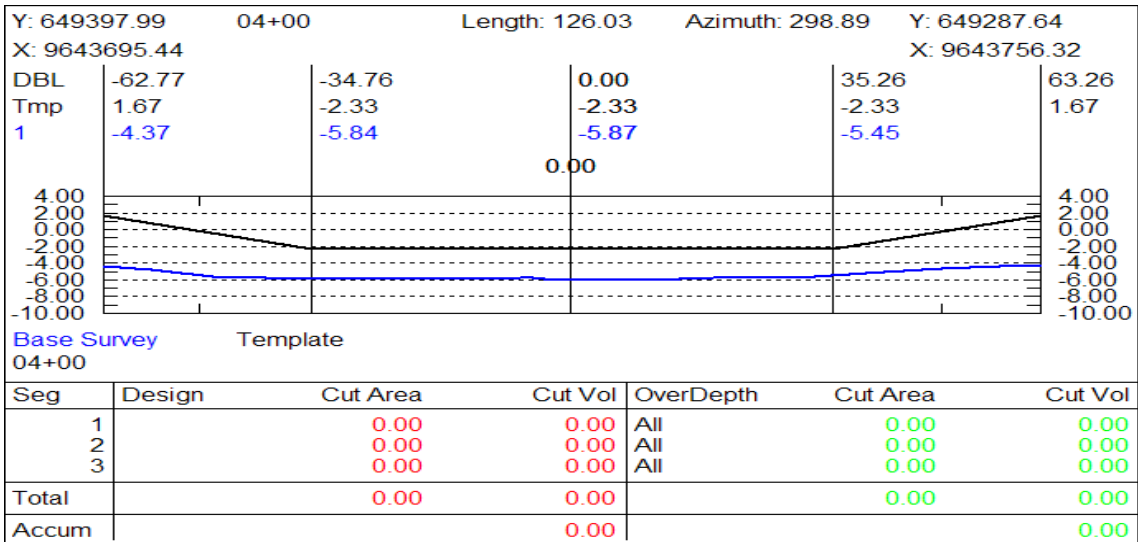 Y: 649397.99 04+00 Length: 126.03 Azimuth: 298.89 Y: 649287.64
X: 9643695.44 X: 9643756.32
DBL -62.77 -34.76 0.00 35.26 63.26
Tmp 1.67 -2.33 -2.33 -2.33 1.67
1 -4.37 -5.84 -5.87 -5.45
0.00
4.00 4.00
2.00 2.00
0.00 0.00
-2.00 -2.00
-4.00 -4.00
-6.00 -6.00
-8.00 -8.00
-10.00 -10.00
Base Survey Template
04+00
Seg Design Cut Area Cut Vol OverDepth Cut Area Cut Vol
1 0.00 0.00 All 0.00 0.00
2 0.00 0.00 All 0.00 0.00
3 0.00 0.00 All 0.00 0.00
Total 0.00 0.00 0.00 0.00
Accum 0.00 0.00